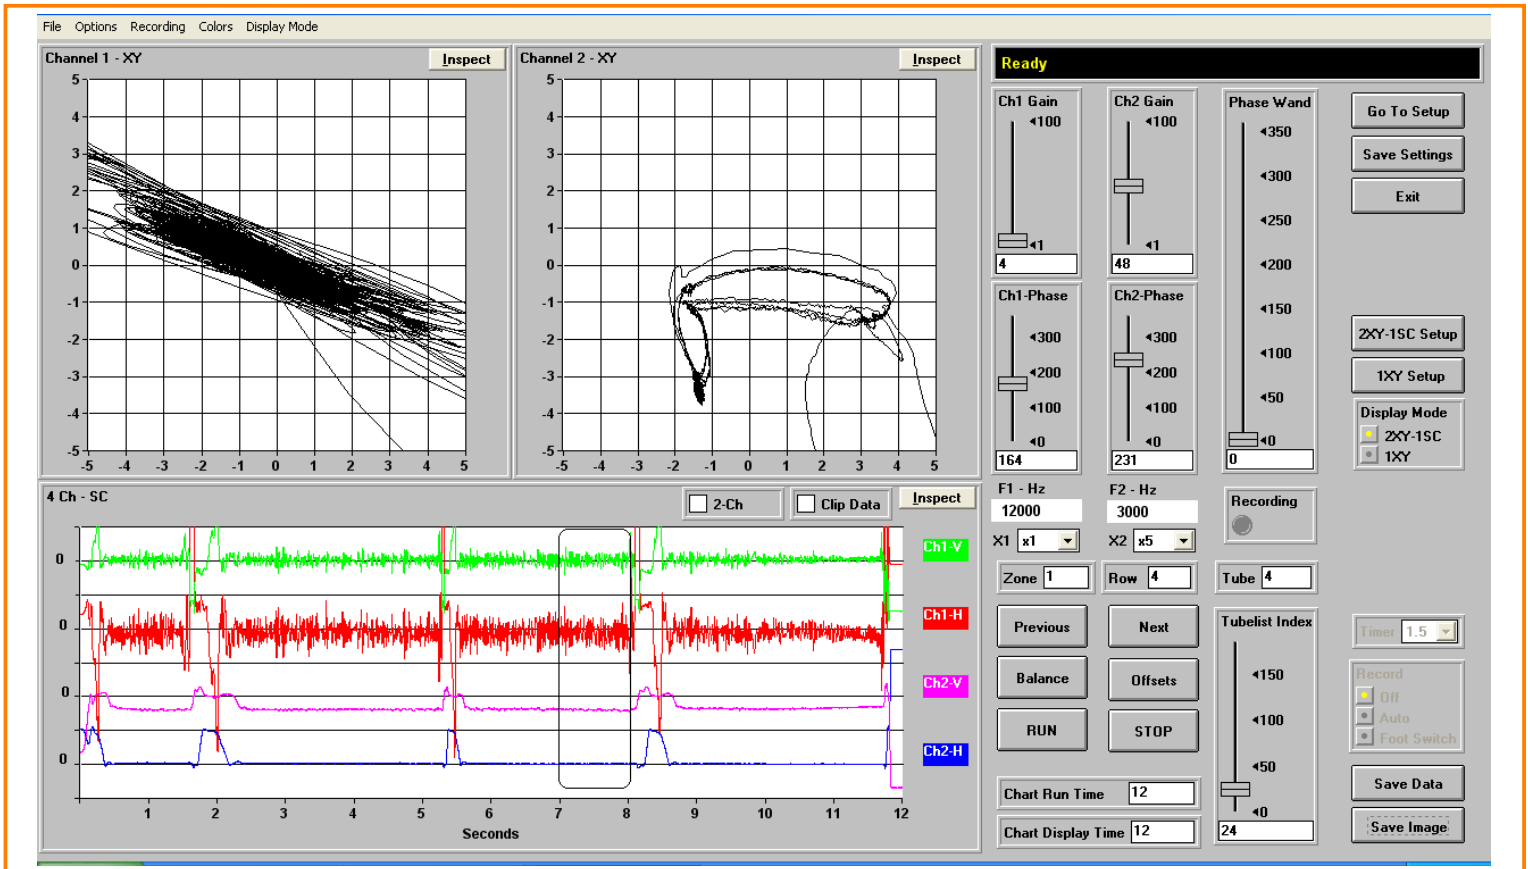 File Options Recording Colors Display Mode
Channel 1 - XY
Inspect
5
4
3
2
1
0
-1
-2
-3
-4
-5
-5 -4 -3 -2 -1 0 1 2 3 4 5
Channel 2 - XY
Inspect
5
4
3
2
1
0
-1
-2
-3
-4
-5
-5 -4 -3 -2 -1 0 1 2 3 4 5
4 Ch - SC
2-Ch
Clip Data
Inspect
0
0
0
0
Ch1-V
Ch1-H
Ch2-V
Ch2-H
1 2 3 4 5 6 7 8 9 10 11 12
Seconds
Ready
Ch1 Gain
100
1
4
Ch2 Gain
100
1
48
Phase Wand
350
300
250
200
150
100
50
0
0
Ch1-Phase
300
200
100
0
164
Ch2-Phase
300
200
100
0
231
Go To Setup
Save Settings
Exit
2XY-1SC Setup
1XY Setup
Display Mode
2XY-1SC
1XY
F1 - Hz
12000
F2 - Hz
3000
X1 x1
X2 x5
Recording
Zone 1
Row 4
Tube 4
Previous
Next
Balance
Offsets
RUN
STOP
Tubelist Index
150
100
50
0
24
Timer 1.5
Record
Off
Auto
Foot Switch
Chart Run Time 12
Chart Display Time 12
Save Data
Save Image